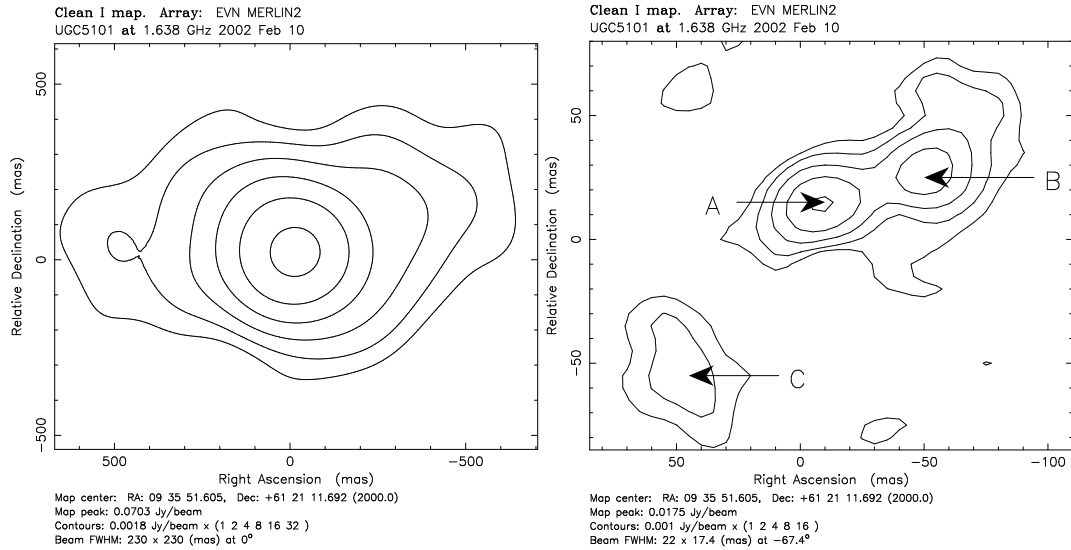 Clean I map. Array: EVN MERLIN2
UGC5101 at 1.638 GHz 2002 Feb 10
Relative Declination (mas)
500
0
−500
500
0
−500
Right Ascension (mas)
Map center: RA: 09 35 51.605, Dec: +61 21 11.692 (2000.0)
Map peak: 0.0703 Jy/beam
Contours: 0.0018 Jy/beam x (1 2 4 8 16 32 )
Beam FWHM: 230 x 230 (mas) at 0°
Clean I map. Array: EVN MERLIN2
UGC5101 at 1.638 GHz 2002 Feb 10
Relative Declination (mas)
50
0
−50
A
B
C
50
0
−50
−100
Right Ascension (mas)
Map center: RA: 09 35 51.605, Dec: +61 21 11.692 (2000.0)
Map peak: 0.0175 Jy/beam
Contours: 0.001 Jy/beam x (1 2 4 8 16 )
Beam FWHM: 22 x 17.4 (mas) at −67.4°